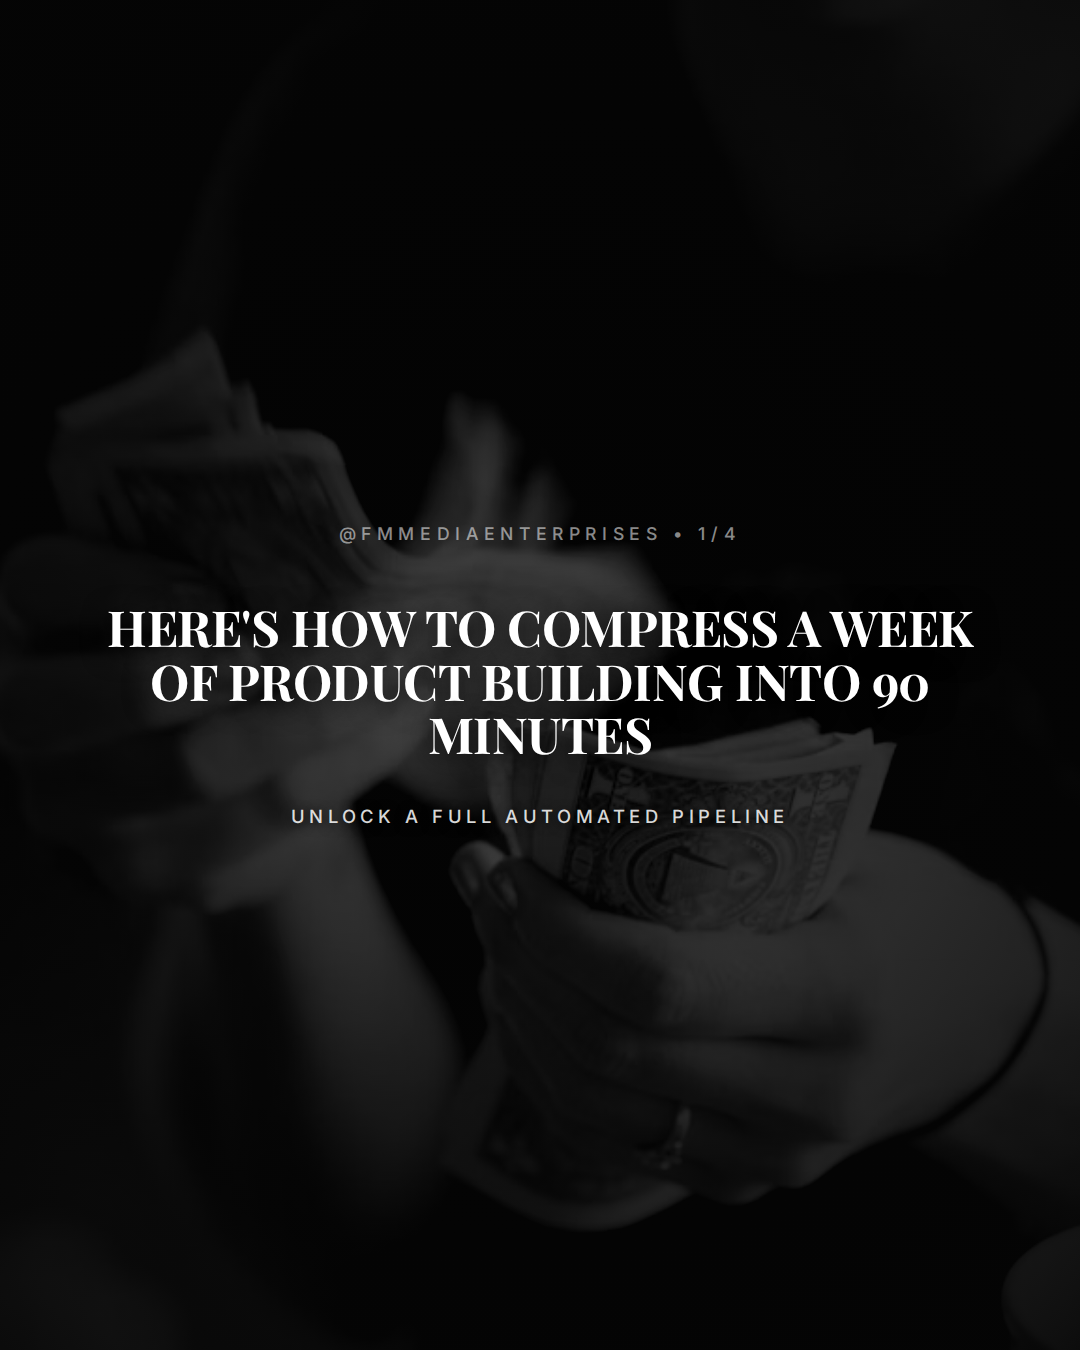 @FMMEDIAENTERPRISES • 1/4
HERE'S HOW TO COMPRESS A WEEK
OF PRODUCT BUILDING INTO 90
MINUTES
UNLOCK A FULL AUTOMATED PIPELINE